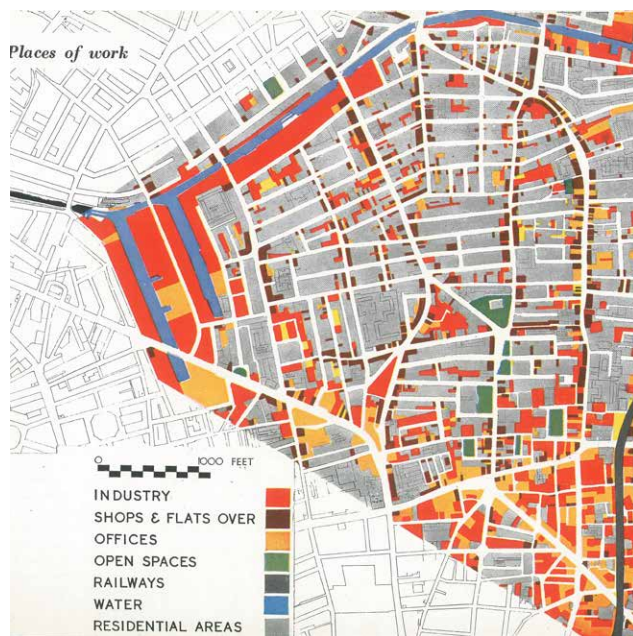 Places of work
0 1000 FEET
INDUSTRY
SHOPS & FLATS OVER
OFFICES
OPEN SPACES
RAILWAYS
WATER
RESIDENTIAL AREAS